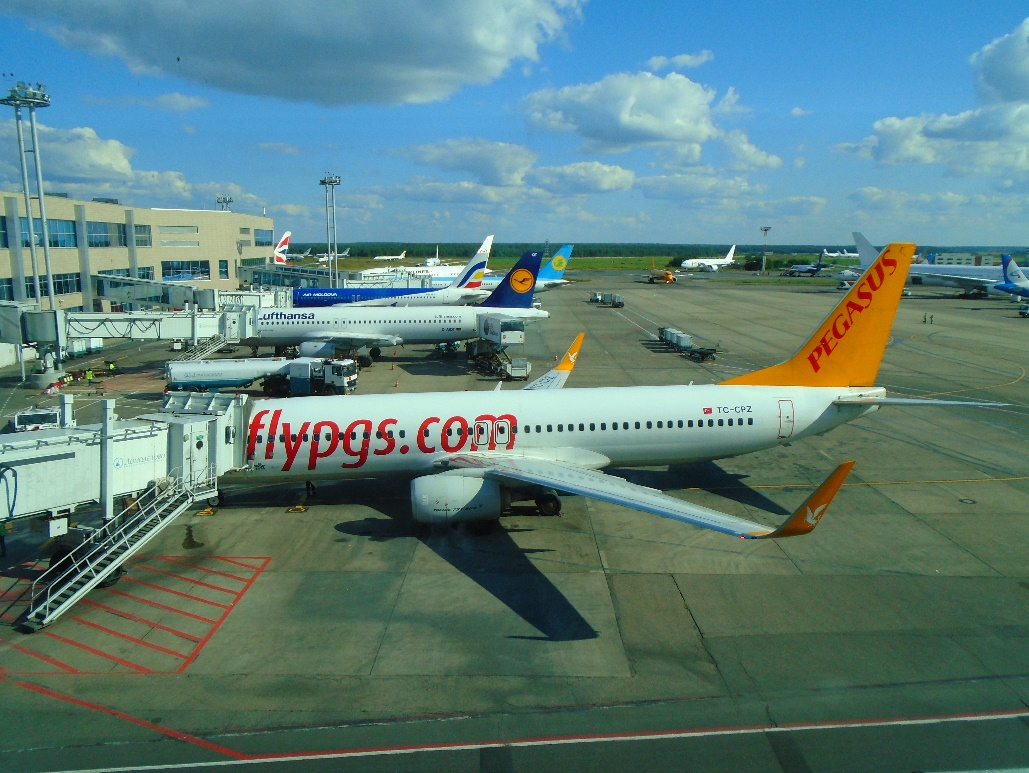 AIR MOLDOVA
Lufthansa
PEGASUS
flypgs.com
TC-CPZ